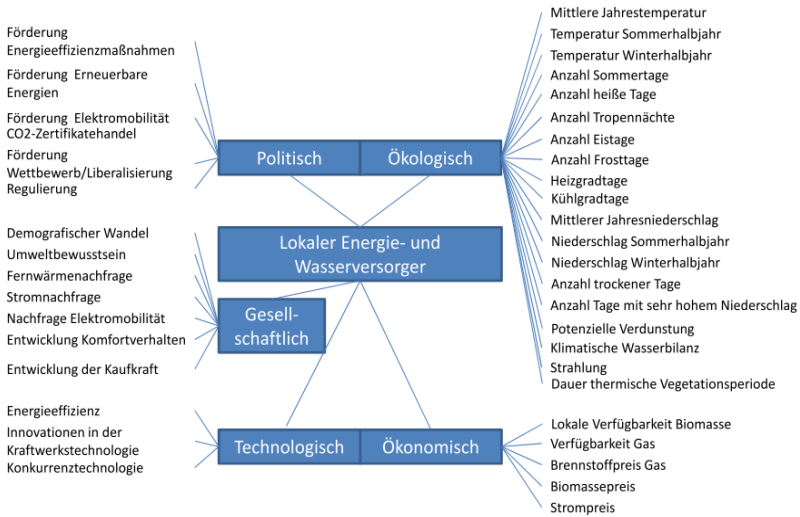 Förderung
Energieeffizienzmaßnahmen
Förderung Erneuerbare
Energien
Förderung Elektromobilität
CO2-Zertifikatehandel
Förderung
Wettbewerb/Liberalisierung
Regulierung
Politisch
Ökologisch
Mittlere Jahrestemperatur
Temperatur Sommerhalbjahr
Temperatur Winterhalbjahr
Anzahl Sommertage
Anzahl heiße Tage
Anzahl Tropennächte
Anzahl Eistage
Anzahl Frosttage
Heizgradtage
Kühlgradtage
Mittlerer Jahresniederschlag
Niederschlag Sommerhalbjahr
Niederschlag Winterhalbjahr
Anzahl trockener Tage
Anzahl Tage mit sehr hohem Niederschlag
Potenzielle Verdunstung
Klimatische Wasserbilanz
Strahlung
Dauer thermische Vegetationsperiode
Lokaler Energie- und
Wasserversorger
Demografischer Wandel
Umweltbewusstsein
Fernwärmenachfrage
Stromnachfrage
Nachfrage Elektromobilität
Entwicklung Komfortverhalten
Entwicklung der Kaufkraft
Gesell-
schaftlich
Energieeffizienz
Innovationen in der
Kraftwerkstechnologie
Konkurrenztechnologie
Technologisch
Ökonomisch
Lokale Verfügbarkeit Biomasse
Verfügbarkeit Gas
Brennstoffpreis Gas
Biomassepreis
Strompreis